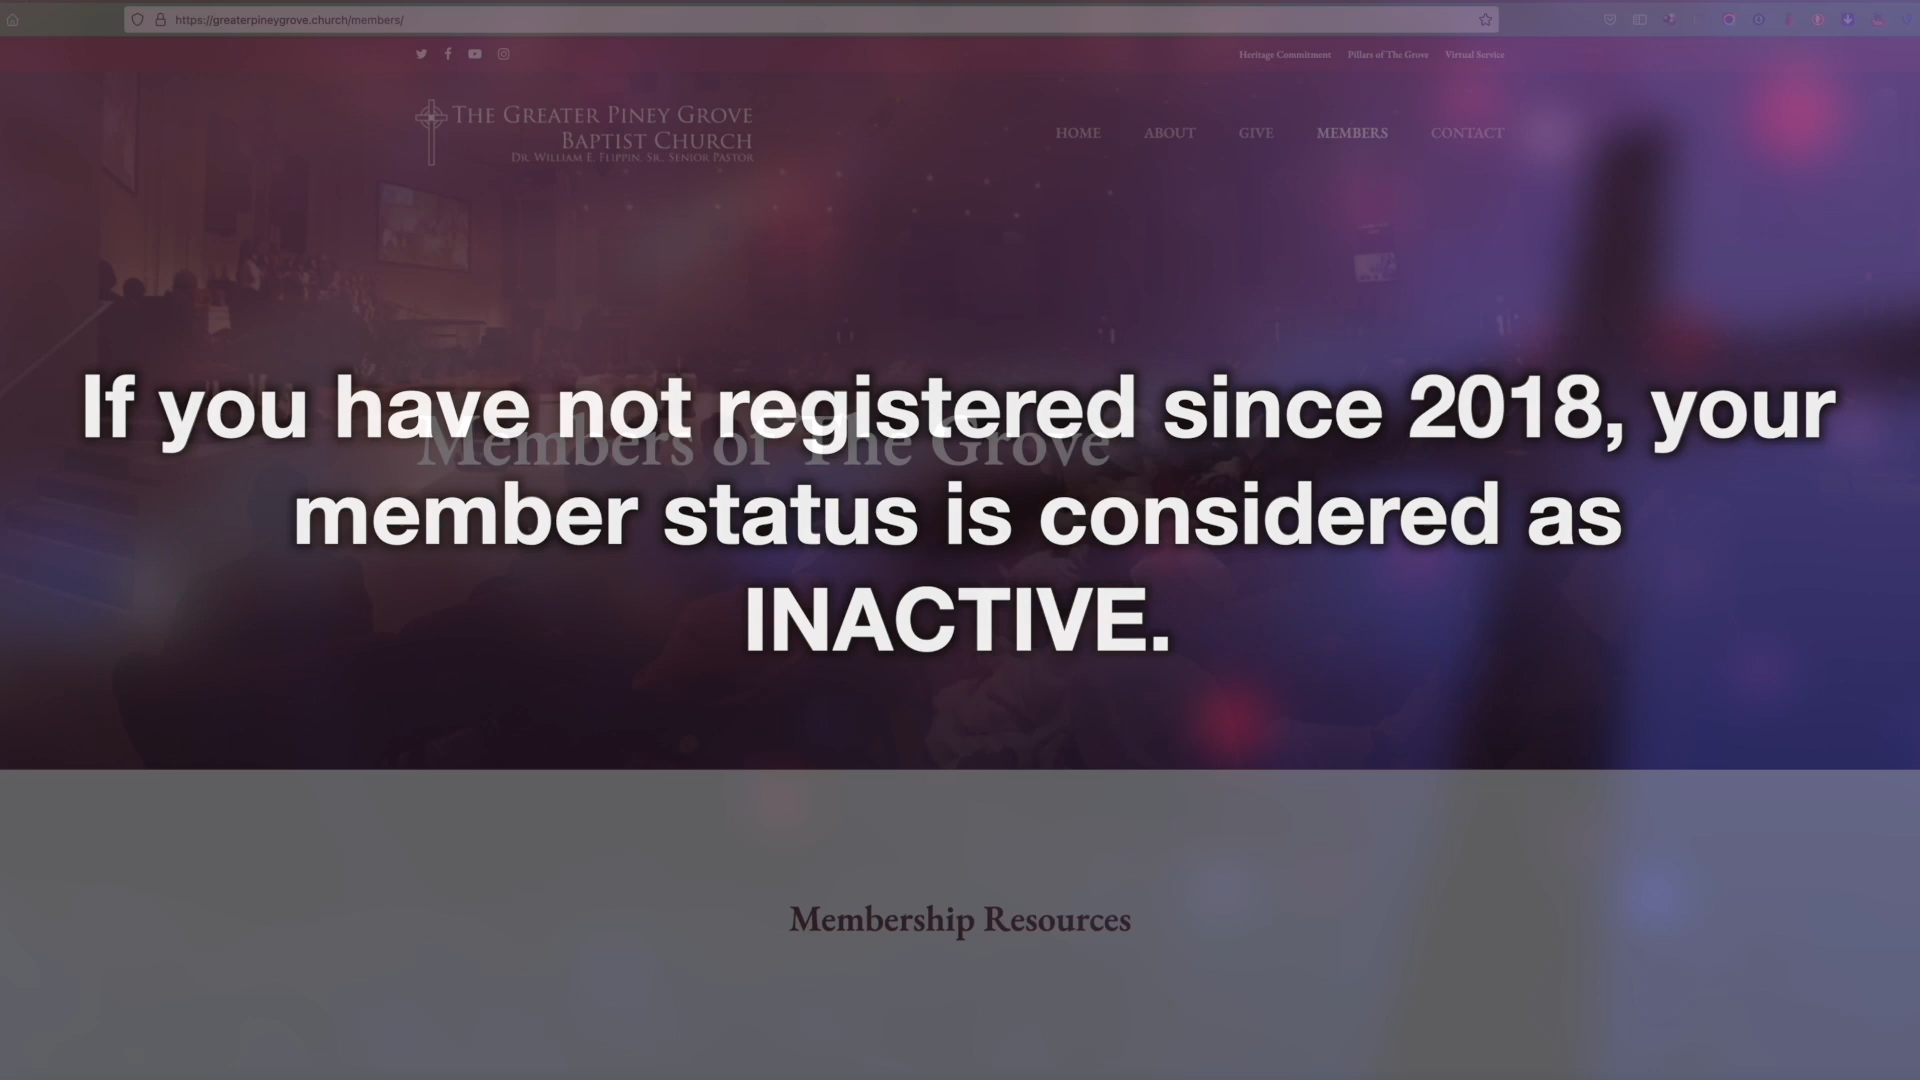 https://greaterpineygrove.church/members/
Heritage Commitment Pillars of The Grove Virtual Service
THE GREATER PINEY GROVE
BAPTIST CHURCH
DR. WILLIAM E. FLIPPIN, SR., SENIOR PASTOR
HOME ABOUT GIVE MEMBERS CONTACT
If you have not registered since 2018, your
Members of The Grove
member status is considered as
INACTIVE.
Membership Resources